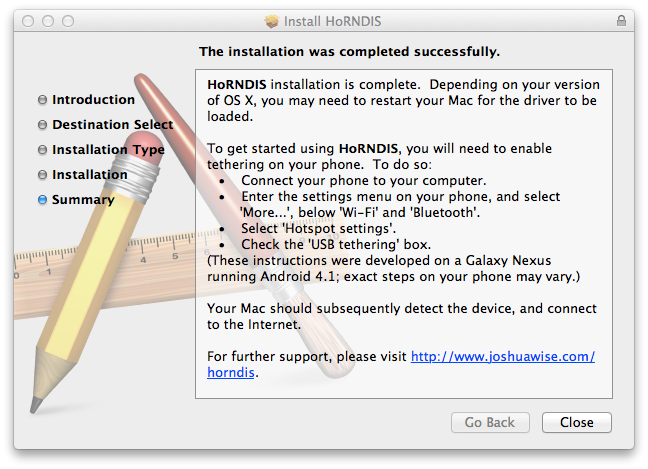 Install HoRNDIS
The installation was completed successfully.
Introduction
Destination Select
Installation Type
Installation
Summary
HoRNDIS installation is complete. Depending on your version
of OS X, you may need to restart your Mac for the driver to be
loaded.
To get started using HoRNDIS, you will need to enable
tethering on your phone. To do so:
• Connect your phone to your computer.
• Enter the settings menu on your phone, and select
'More...', below 'Wi-Fi' and 'Bluetooth'.
• Select 'Hotspot settings'.
• Check the 'USB tethering' box.
(These instructions were developed on a Galaxy Nexus
running Android 4.1; exact steps on your phone may vary.)
Your Mac should subsequently detect the device, and connect
to the Internet.
For further support, please visit http://www.joshuawise.com/
horndis.
Go Back
Close